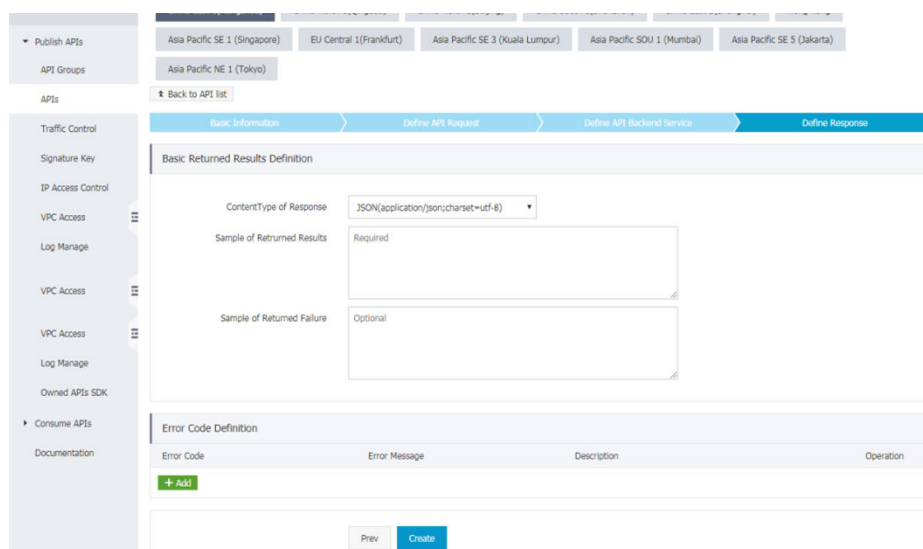 Publish APIs
API Groups
APIs
Traffic Control
Signature Key
IP Access Control
VPC Access
Log Manage
VPC Access
VPC Access
Log Manage
Owned APIs SDK
Consume APIs
Documentation
Asia Pacific SE 1 (Singapore) EU Central 1(Frankfurt) Asia Pacific SE 3 (Kuala Lumpur) Asia Pacific SOU 1 (Mumbai) Asia Pacific SE 5 (Jakarta)
Asia Pacific NE 1 (Tokyo)
Back to API list
Basic Information Define API Request Define API Backend Service Define Response
Basic Returned Results Definition
ContentType of Response JSON(application/json;charset=utf-8)
Sample of Retrurned Results Required
Sample of Returned Failure Optional
Error Code Definition
Error Code Error Message Description Operation
+ Add
Prev Create